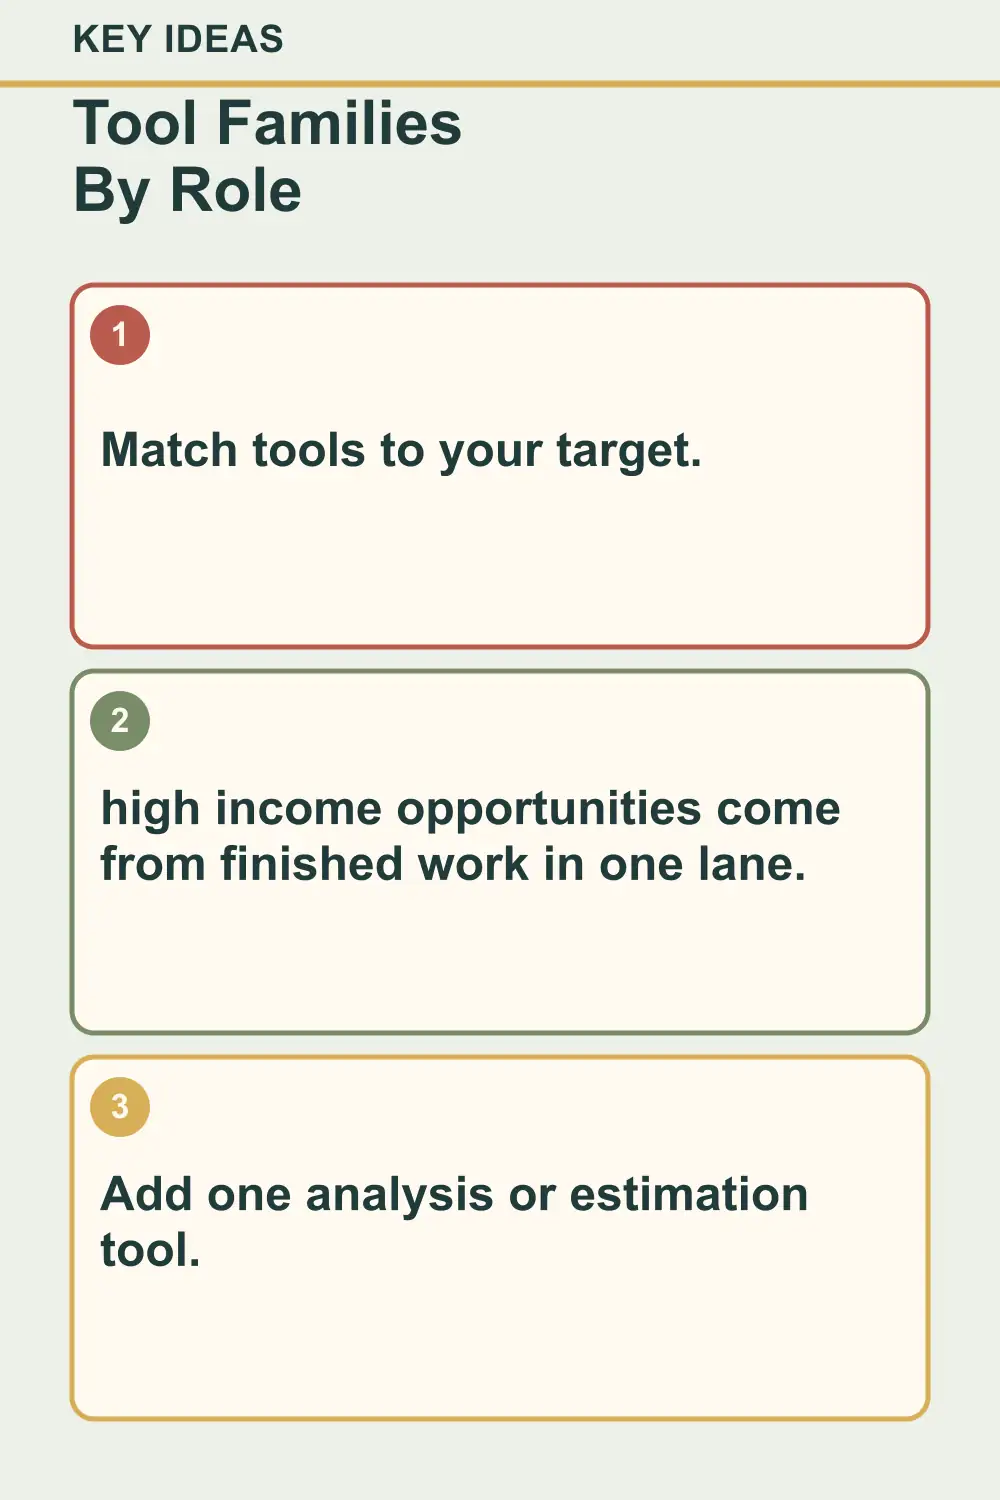 KEY IDEAS
Tool Families
By Role
1
Match tools to your target.
2
high income opportunities come
from finished work in one lane.
3
Add one analysis or estimation
tool.